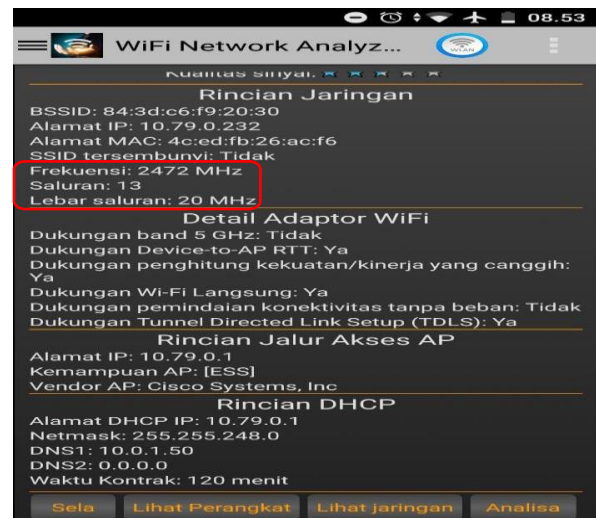 08.53
WiFi Network Analyz...
WLAN
Kualitas sinyal:
Rincian Jaringan
BSSID: 84:3d:c6:f9:20:30
Alamat IP: 10.79.0.232
Alamat MAC: 4c:ed:fb:26:ac:f6
SSID tersembunyi: Tidak
Frekuensi: 2472 MHz
Saluran: 13
Lebar saluran: 20 MHz
Detail Adaptor WiFi
Dukungan band 5 GHz: Tidak
Dukungan Device-to-AP RTT: Ya
Dukungan penghitung kekuatan/kinerja yang canggih:
Ya
Dukungan Wi-Fi Langsung: Ya
Dukungan pemindaian konektivitas tanpa beban: Tidak
Dukungan Tunnel Directed Link Setup (TDLS): Ya
Rincian Jalur Akses AP
Alamat IP: 10.79.0.1
Kemampuan AP: [ESS]
Vendor AP: Cisco Systems, Inc
Rincian DHCP
Alamat DHCP IP: 10.79.0.1
Netmask: 255.255.248.0
DNS1: 10.0.1.50
DNS2: 0.0.0.0
Waktu Kontrak: 120 menit
Sela Lihat Perangkat Lihat jaringan Analisa